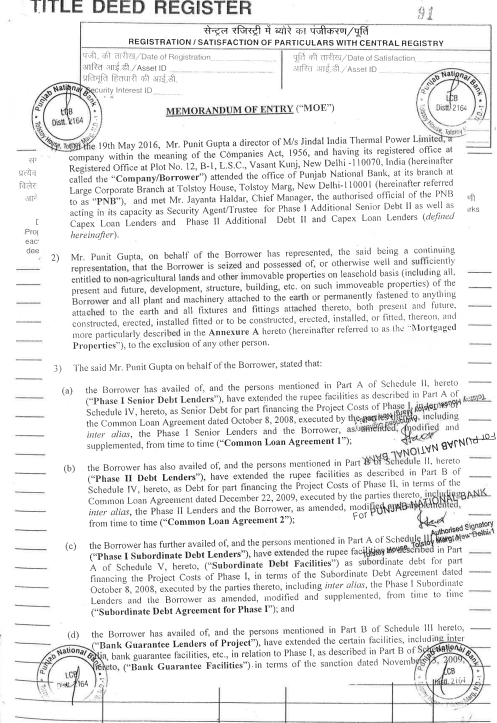 TITLE DEED REGISTER
91
सेन्ट्रल रजिस्ट्री में ब्योरे का पंजीकरण/पूर्ति
REGISTRATION / SATISFACTION OF PARTICULARS WITH CENTRAL REGISTRY
पंजी. की तारीख/Date of Registration
पूर्ति की तारीख/Date of Satisfaction
आस्ति आई.डी./Asset ID
आस्ति आई.डी./Asset ID
प्रतिभूति हितधारी की आई.डी.
Security Interest ID
Punjab National Bank
LCB
Distt. 2164
Punjab National Bank
LCB
Distt. 2164
MEMORANDUM OF ENTRY ("MOE")
On the 19th May 2016, Mr. Punit Gupta a director of M/s Jindal India Thermal Power Limited, a
company within the meaning of the Companies Act, 1956, and having its registered office at
Registered Office at Plot No. 12, B-1, L.S.C., Vasant Kunj, New Delhi -110070, India (hereinafter
called the "Company/Borrower") attended the office of Punjab National Bank, at its branch at
Large Corporate Branch at Tolstoy House, Tolstoy Marg, New Delhi-110001 (hereinafter referred
to as "PNB"), and met Mr. Jayanta Haldar, Chief Manager, the authorised official of the PNB
acting in its capacity as Security Agent/Trustee for Phase I Additional Senior Debt II as well as
Capex Loan Lenders and Phase II Additional Debt II and Capex Loan Lenders (defined
hereinafter).
2) Mr. Punit Gupta, on behalf of the Borrower has represented, the said being a continuing
representation, that the Borrower is seized and possessed of, or otherwise well and sufficiently
entitled to non-agricultural lands and other immovable properties on leasehold basis (including all,
present and future, development, structure, building, etc. on such immoveable properties) of the
Borrower and all plant and machinery attached to the earth or permanently fastened to anything
attached to the earth and all fixtures and fittings attached thereto, both present and future,
constructed, erected, installed fitted or to be constructed, erected, installed, or fitted, thereon, and
more particularly described in the Annexure A hereto (hereinafter referred to as the "Mortgaged
Properties"), to the exclusion of any other person.
3) The said Mr. Punit Gupta on behalf of the Borrower, stated that:
(a) the Borrower has availed of, and the persons mentioned in Part A of Schedule II, hereto
("Phase I Senior Debt Lenders"), have extended the rupee facilities as described in Part A of
Schedule IV, hereto, as Senior Debt for part financing the Project Costs of Phase I, in terms of
the Common Loan Agreement dated October 8, 2008, executed by the parties hereto, including
inter alias, the Phase I Senior Lenders and the Borrower, as amended, modified and
supplemented, from time to time ("Common Loan Agreement 1");
FOR PUNJAB NATIONAL BANK
(b) the Borrower has also availed of, and the persons mentioned in Part B of Schedule II, hereto
("Phase II Debt Lenders"), have extended the rupee facilities as described in Part B of
Schedule IV, hereto, as Debt for part financing the Project Costs of Phase II, in terms of the
Common Loan Agreement dated December 22, 2009, executed by the parties thereto, including
inter alias, the Phase II Lenders and the Borrower, as amended, modified and supplemented,
from time to time ("Common Loan Agreement 2");
For PUNJAB NATIONAL BANK
Authorised Signatory
Tolstoy House, Tolstoy Marg, New Delhi-1
(c) the borrower has further availed of, and the persons mentioned in Part A of Schedule III, hereto
("Phase I Subordinate Debt Lenders"), have extended the rupee facilities as described in Part
A of Schedule V, hereto, ("Subordinate Debt Facilities") as subordinate debt for part
financing the Project Costs of Phase I, in terms of the Subordinate Debt Agreement dated
October 8, 2008, executed by the parties thereto, including inter alias, the Phase I Subordinate
Lenders and the Borrower as amended, modified and supplemented, from time to time
("Subordinate Debt Agreement for Phase I"); and
(d) the Borrower has availed of, and the persons mentioned in Part B of Schedule III hereto,
("Bank Guarantee Lenders of Project"), have extended the certain facilities, including inter
alia, bank guarantee facilities, etc., in relation to Phase I, as described in Part B of Schedule
hereto, ("Bank Guarantee Facilities") in terms of the sanction dated November 3, 2009,
Punjab National Bank
LCB
Distt. 2164
LCB
Distt. 2164